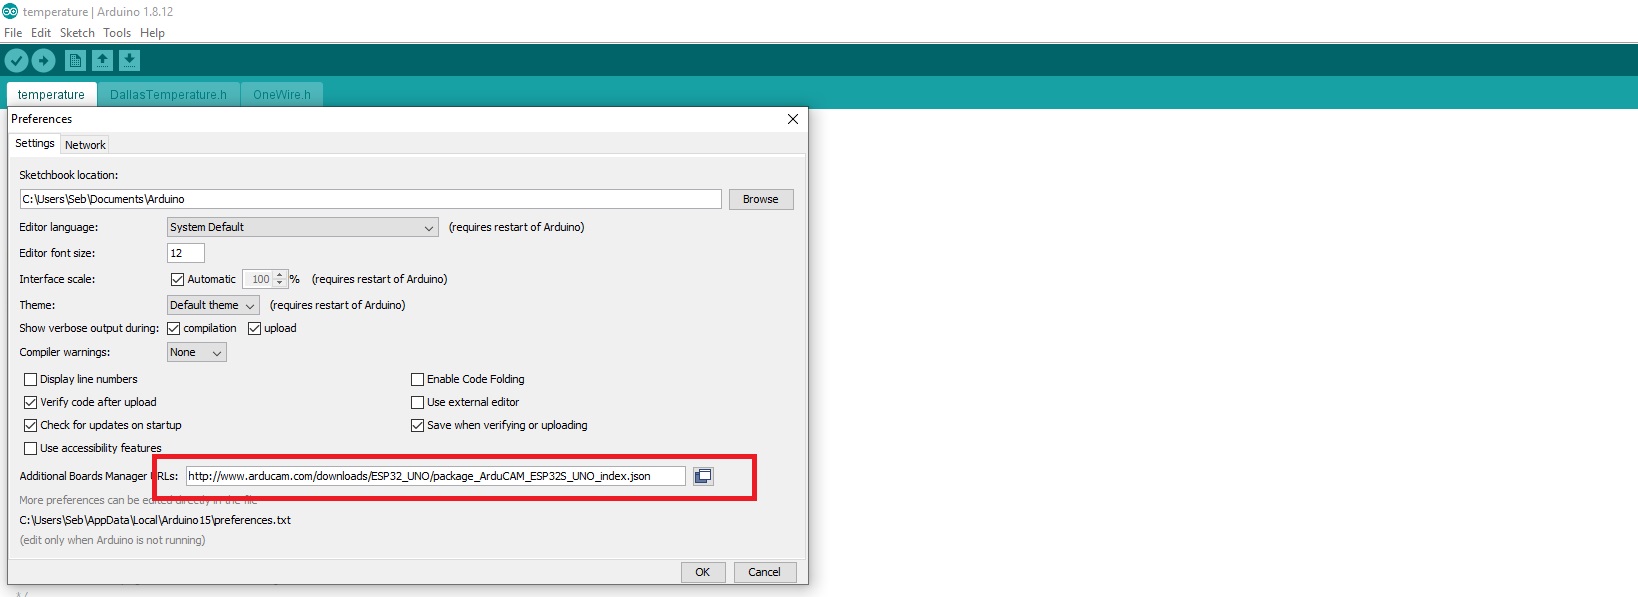 temperature | Arduino 1.8.12
File Edit Sketch Tools Help
temperature DallasTemperature.h OneWire.h
Preferences
Settings Network
Sketchbook location:
C:\Users\Seb\Documents\Arduino Browse
Editor language: System Default (requires restart of Arduino)
Editor font size: 12
Interface scale: Automatic 100 % (requires restart of Arduino)
Theme: Default theme (requires restart of Arduino)
Show verbose output during: compilation upload
Compiler warnings: None
Display line numbers Enable Code Folding
Verify code after upload Use external editor
Check for updates on startup Save when verifying or uploading
Use accessibility features
Additional Boards Manager URLs: http://www.arducam.com/downloads/ESP32_UNO/package_ArduCAM_ESP32S_UNO_index.json
More preferences can be edited directly in the file
C:\Users\Seb\AppData\Local\Arduino15\preferences.txt
(edit only when Arduino is not running)
OK Cancel
*/